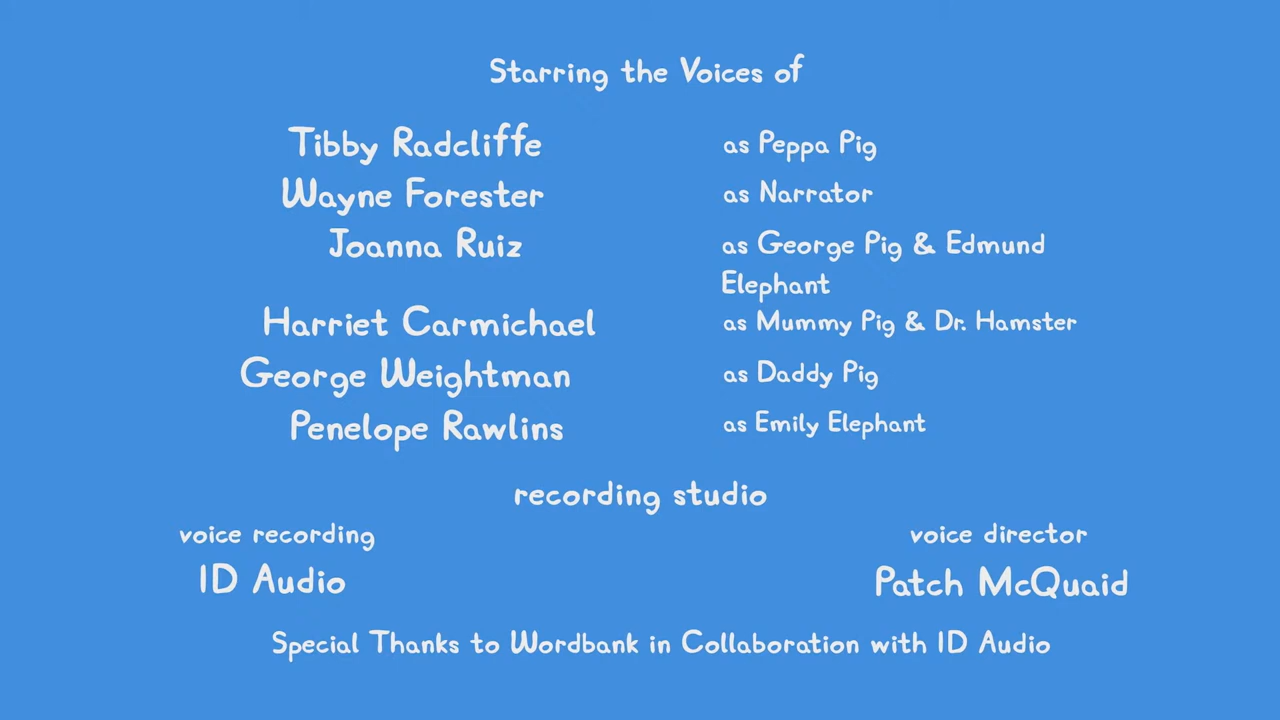 Starring the Voices of
Tibby Radcliffe as Peppa Pig
Wayne Forester as Narrator
Joanna Ruiz as George Pig & Edmund
Elephant
Harriet Carmichael as Mummy Pig & Dr. Hamster
George Weightman as Daddy Pig
Penelope Rawlins as Emily Elephant
recording studio
voice recording voice director
ID Audio Patch McQuaid
Special Thanks to Wordbank in Collaboration with ID Audio